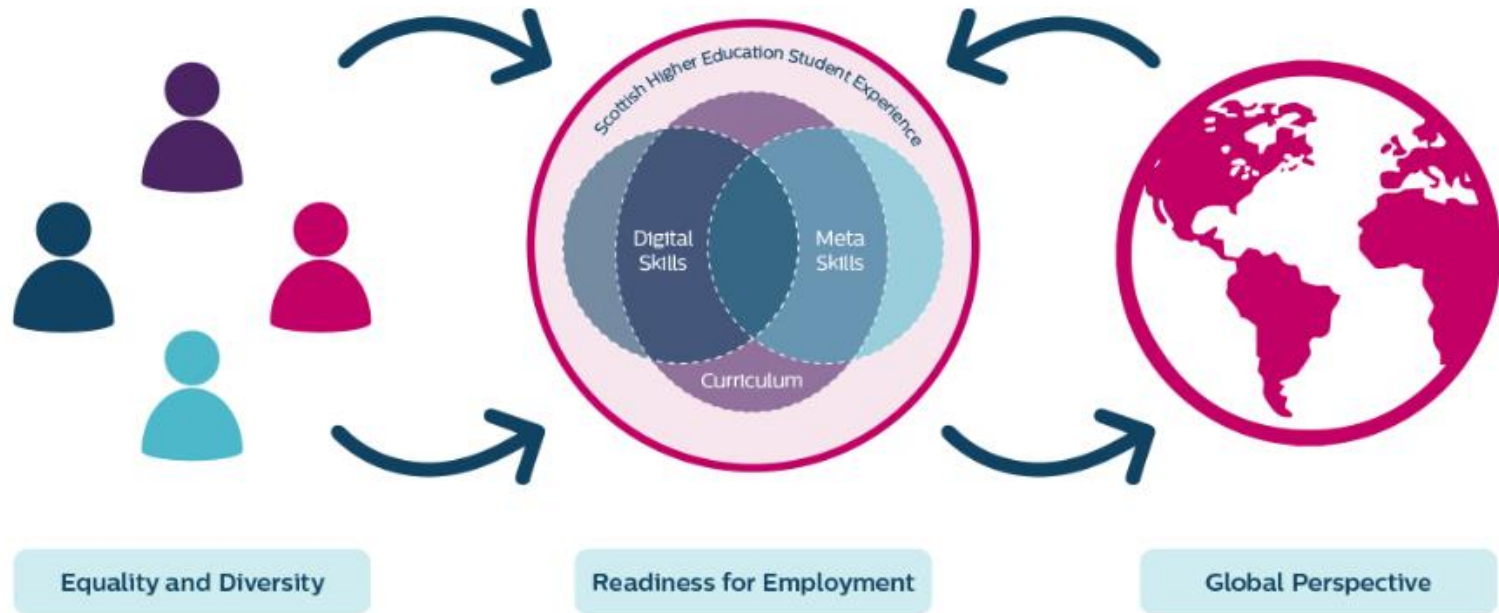 Scottish Higher Education Student Experience
Digital
Skills
Meta
Skills
Curriculum
Equality and Diversity
Readiness for Employment
Global Perspective